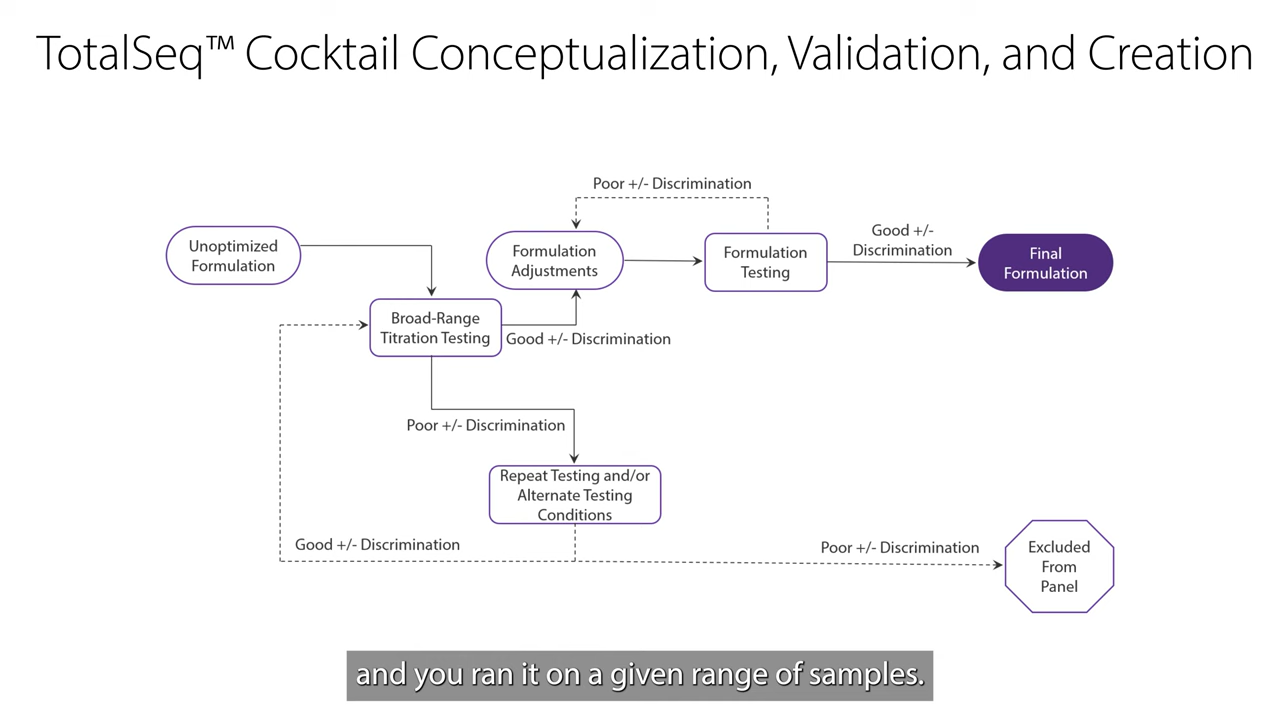 TotalSeq™ Cocktail Conceptualization, Validation, and Creation
Poor +/- Discrimination
Unoptimized
Formulation
Formulation
Adjustments
Formulation
Testing
Good +/-
Discrimination
Final
Formulation
Broad-Range
Titration Testing
Good +/- Discrimination
Poor +/- Discrimination
Repeat Testing and/or
Alternate Testing
Conditions
Good +/- Discrimination
Poor +/- Discrimination
Excluded
From
Panel
and you ran it on a given range of samples.